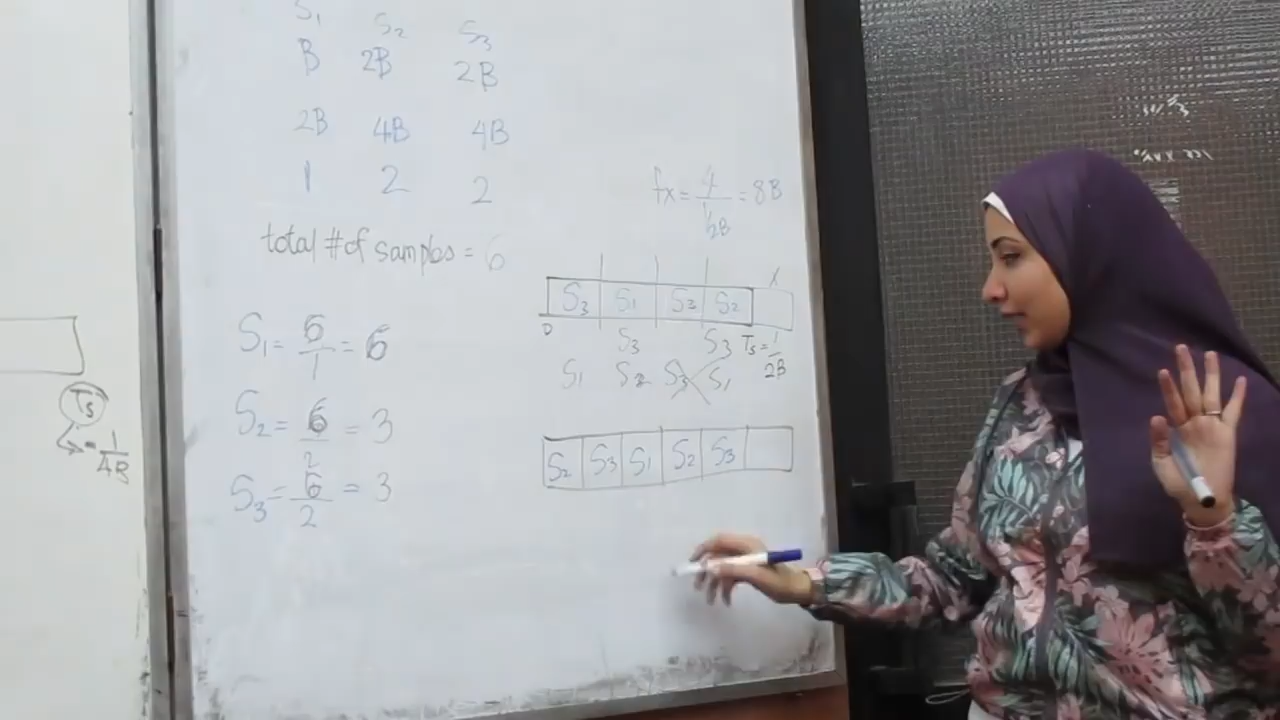 S1 S2 S3
B 2B 2B
2B 4B 4B
1 2 2
total # of samples = 6
S1 = 6/1 = 6
S2 = 6/2 = 3
S3 = 6/2 = 3
fx = 4/(1/2B) = 8B
X
S3 S1 S3 S2
0 S3 S3 Ts = 1/2B
S1 S2 S3 S1
S2 S3 S1 S2 S3
Ts
= 1/4B